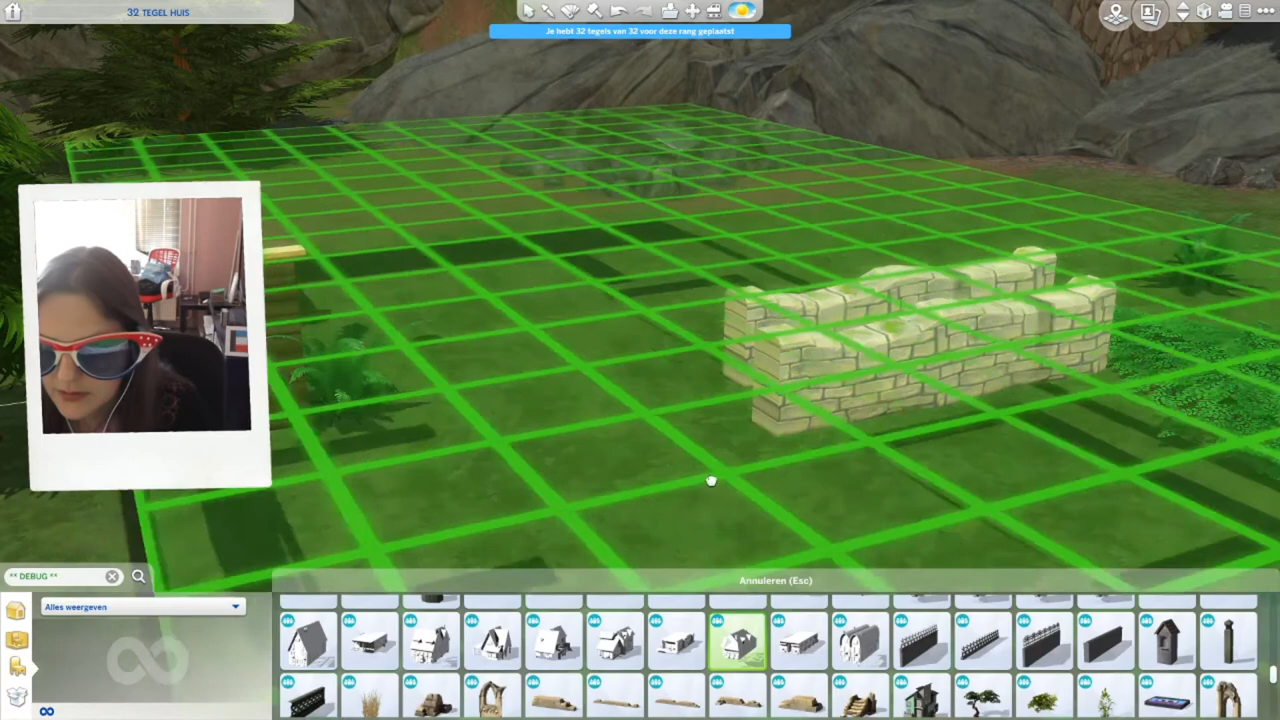 32 TEGEL HUIS
Je hebt 32 tegels van 32 voor deze rang geplaatst
** DEBUG **
Annuleren (Esc)
Alles weergeven